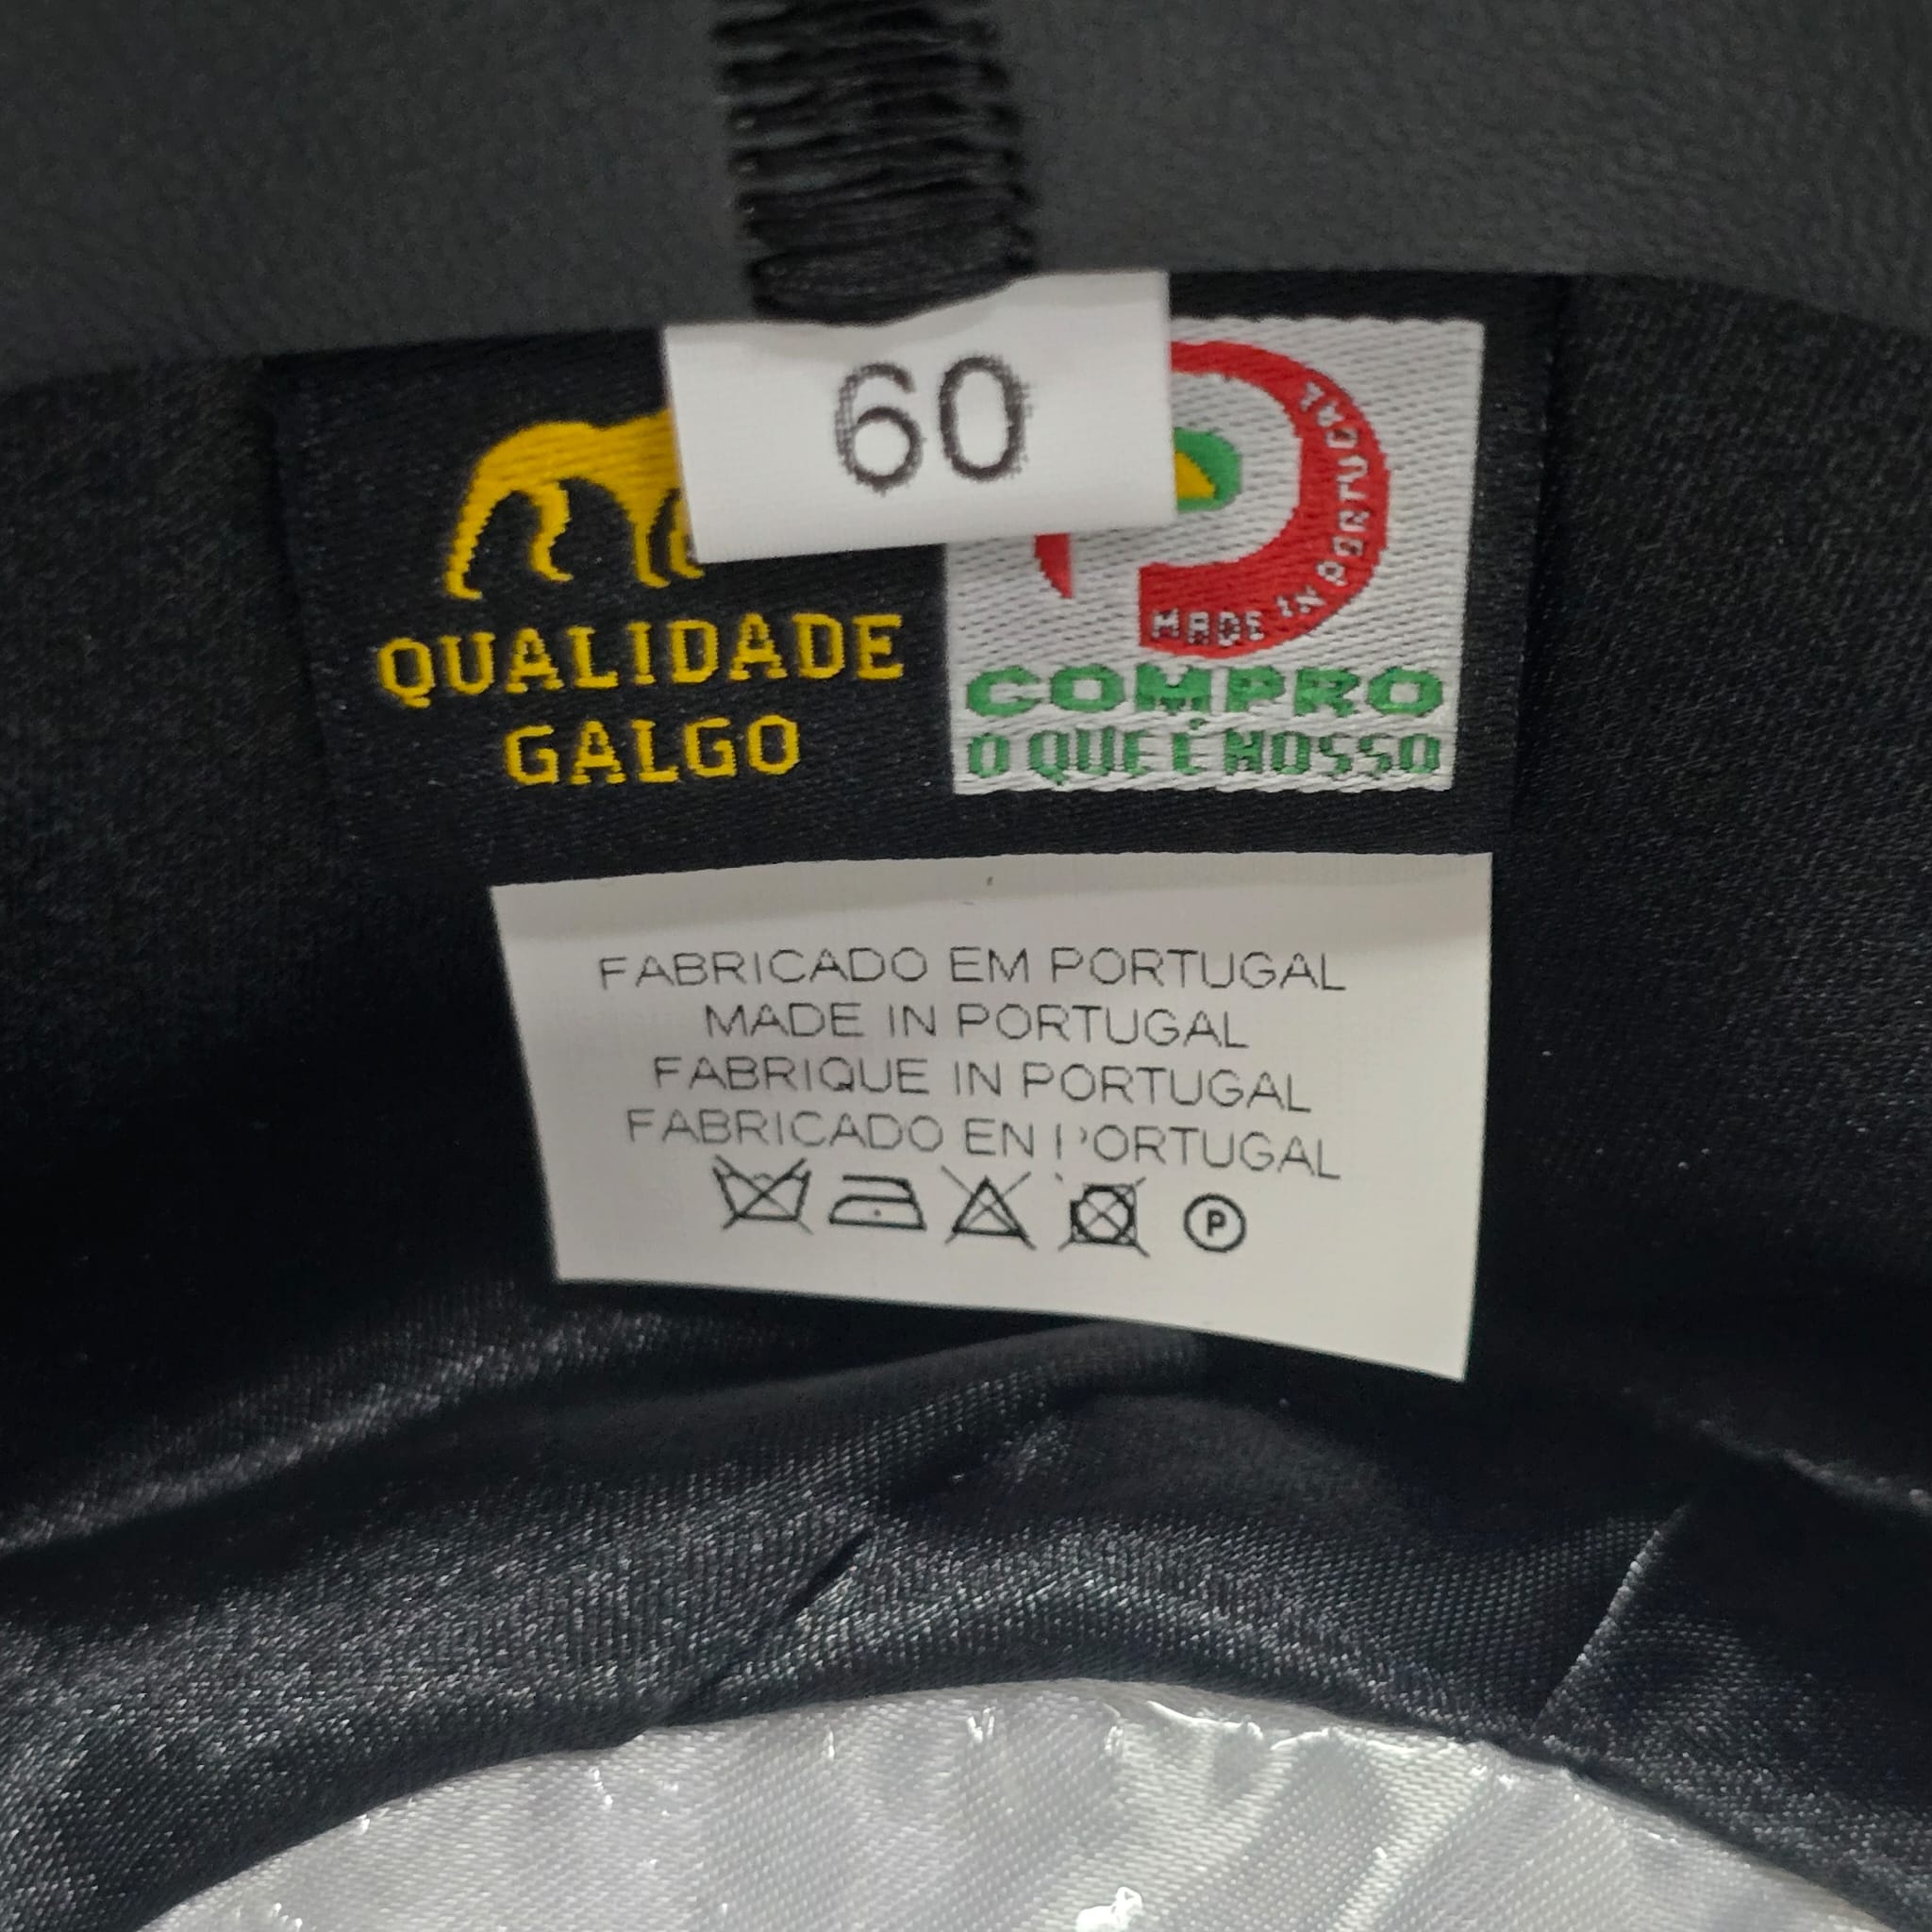 60
QUALIDADE
GALGO
MADE IN PORTUGAL
COMPRO
O QUE É NOSSO
FABRICADO EM PORTUGAL
MADE IN PORTUGAL
FABRIQUE IN PORTUGAL
FABRICADO EN PORTUGAL
P